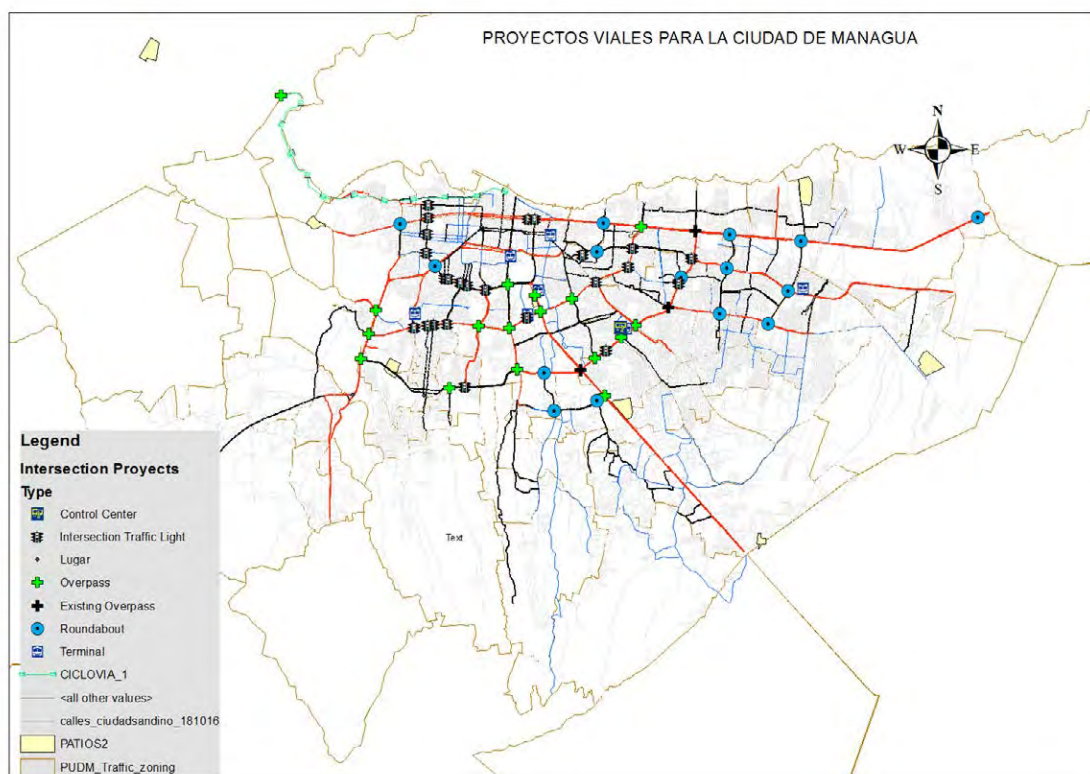 PROYECTOS VIALES PARA LA CIUDAD DE MANAGUA
N
W E
S
Text
Legend
Intersection Proyects
Type
Control Center
Intersection Traffic Light
Lugar
Overpass
Existing Overpass
Roundabout
Terminal
CICLOVIA_1
<all other values>
calles_ciudadsandino_181016
PATIOS2
PUDM_Traffic_zoning